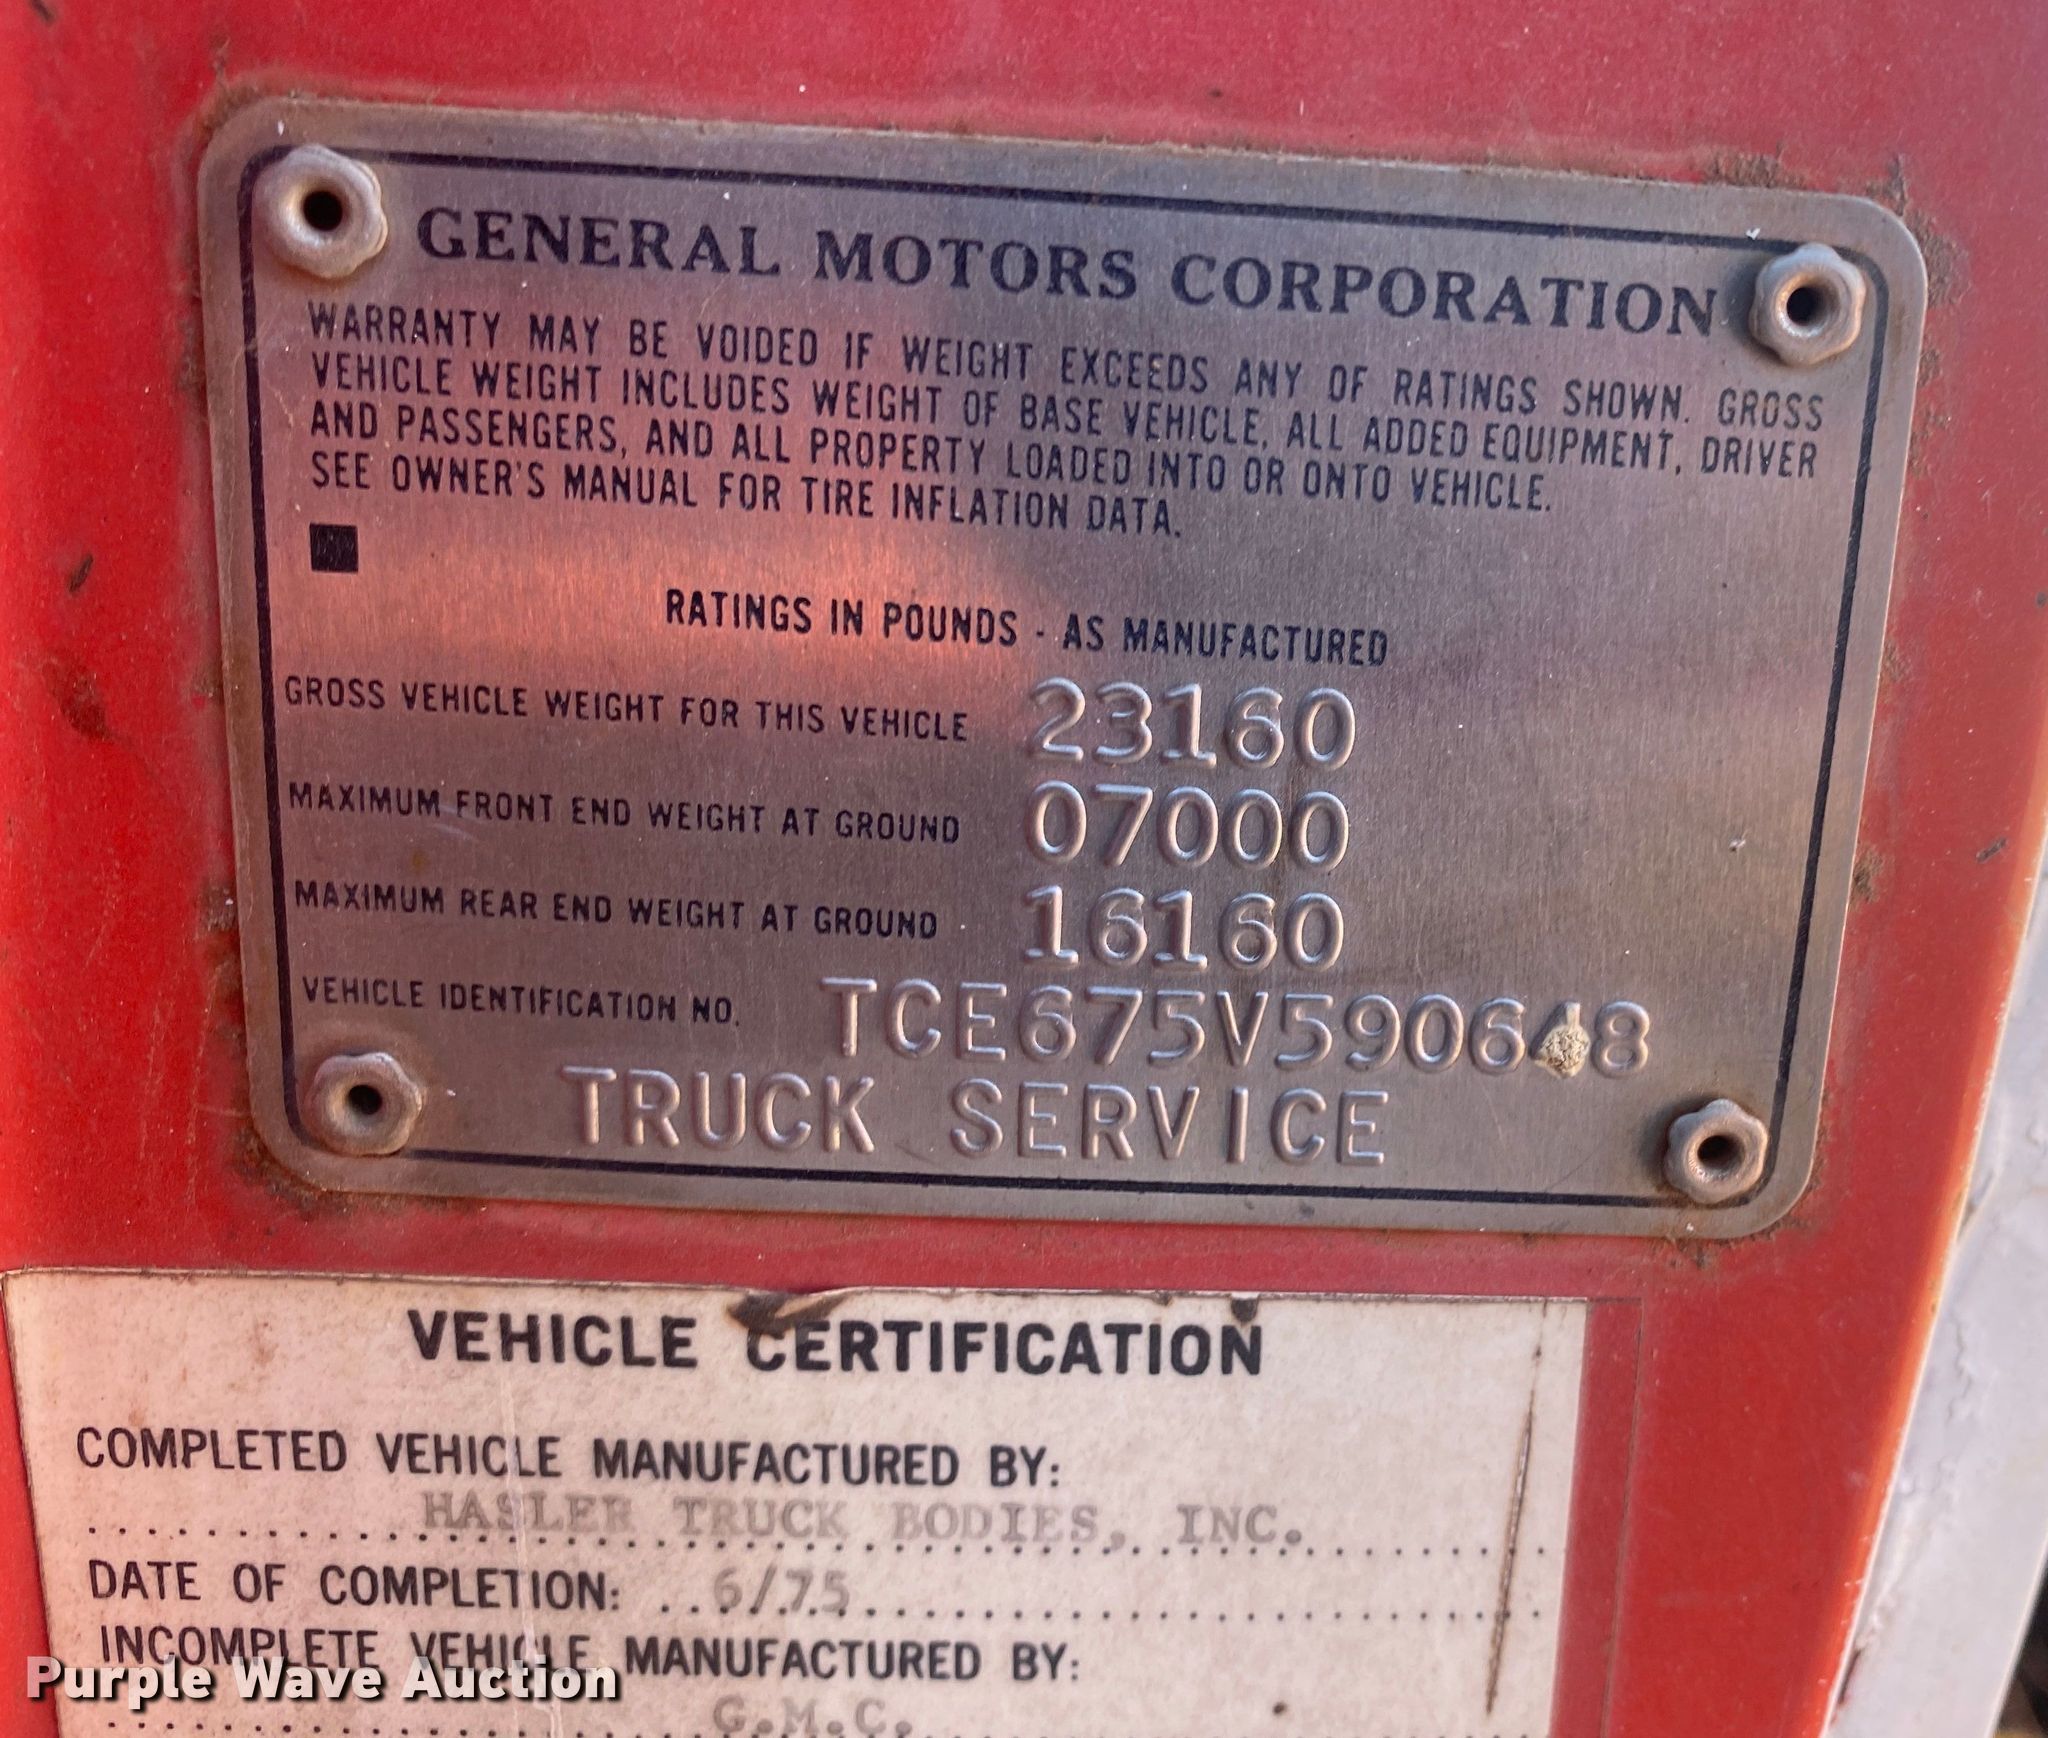 GENERAL MOTORS CORPORATION
WARRANTY MAY BE VOIDED IF WEIGHT EXCEEDS ANY OF RATINGS SHOWN. GROSS
VEHICLE WEIGHT INCLUDES WEIGHT OF BASE VEHICLE, ALL ADDED EQUIPMENT, DRIVER
AND PASSENGERS, AND ALL PROPERTY LOADED INTO OR ONTO VEHICLE.
SEE OWNER'S MANUAL FOR TIRE INFLATION DATA.
RATINGS IN POUNDS - AS MANUFACTURED
GROSS VEHICLE WEIGHT FOR THIS VEHICLE 23160
MAXIMUM FRONT END WEIGHT AT GROUND 07000
MAXIMUM REAR END WEIGHT AT GROUND 16160
VEHICLE IDENTIFICATION NO. TCE675V590648
TRUCK SERVICE
VEHICLE CERTIFICATION
COMPLETED VEHICLE MANUFACTURED BY:
HASLER TRUCK BODIES, INC.
DATE OF COMPLETION: 6/75
INCOMPLETE VEHICLE MANUFACTURED BY:
G.M.C.
Purple Wave Auction